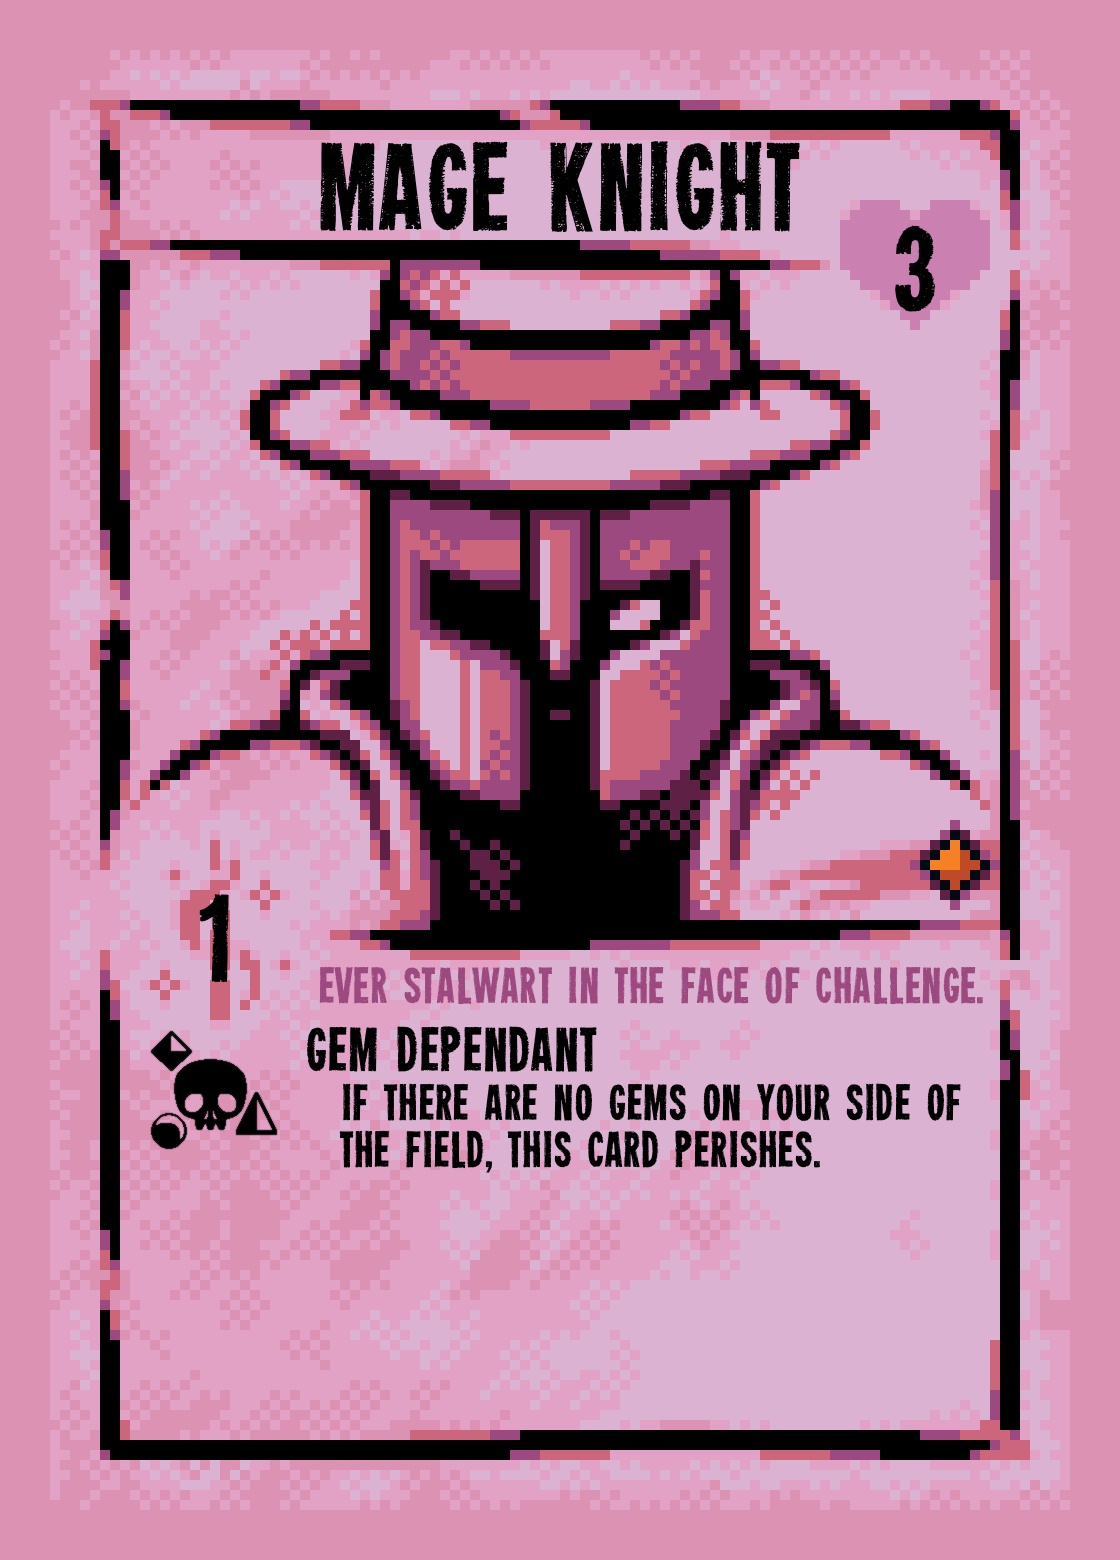 MAGE KNIGHT
3
1
EVER STALWART IN THE FACE OF CHALLENGE.
GEM DEPENDANT
IF THERE ARE NO GEMS ON YOUR SIDE OF
THE FIELD, THIS CARD PERISHES.